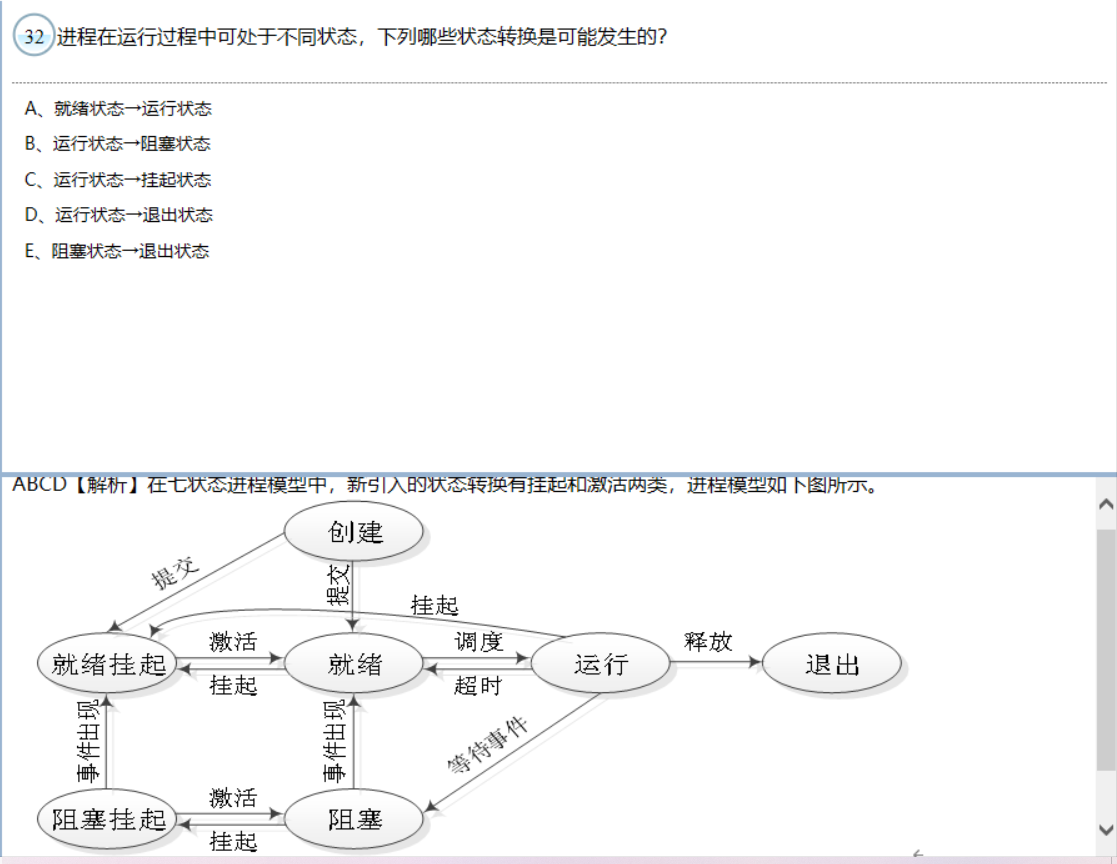 32 进程在运行过程中可处于不同状态，下列哪些状态转换是可能发生的？
A、就绪状态→运行状态
B、运行状态→阻塞状态
C、运行状态→挂起状态
D、运行状态→退出状态
E、阻塞状态→退出状态
ABCD【解析】在七状态进程模型中，新引入的状态转换有挂起和激活两类，进程模型如下图所示。
创建
提交
提交
挂起
激活
调度
释放
就绪挂起
就绪
运行
退出
挂起
超时
事件出现
事件出现
等待事件
激活
阻塞挂起
阻塞
挂起